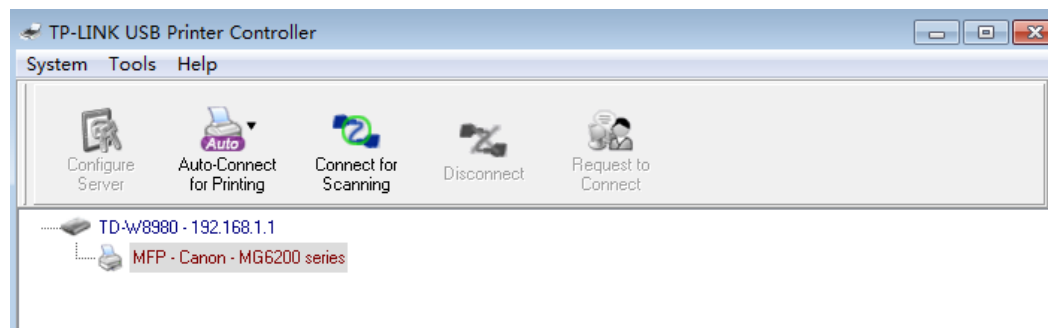 TP-LINK USB Printer Controller
System Tools Help
Auto
Configure
Server
Auto-Connect
for Printing
Connect for
Scanning
Disconnect
Request to
Connect
TD-W8980 - 192.168.1.1
MFP - Canon - MG6200 series